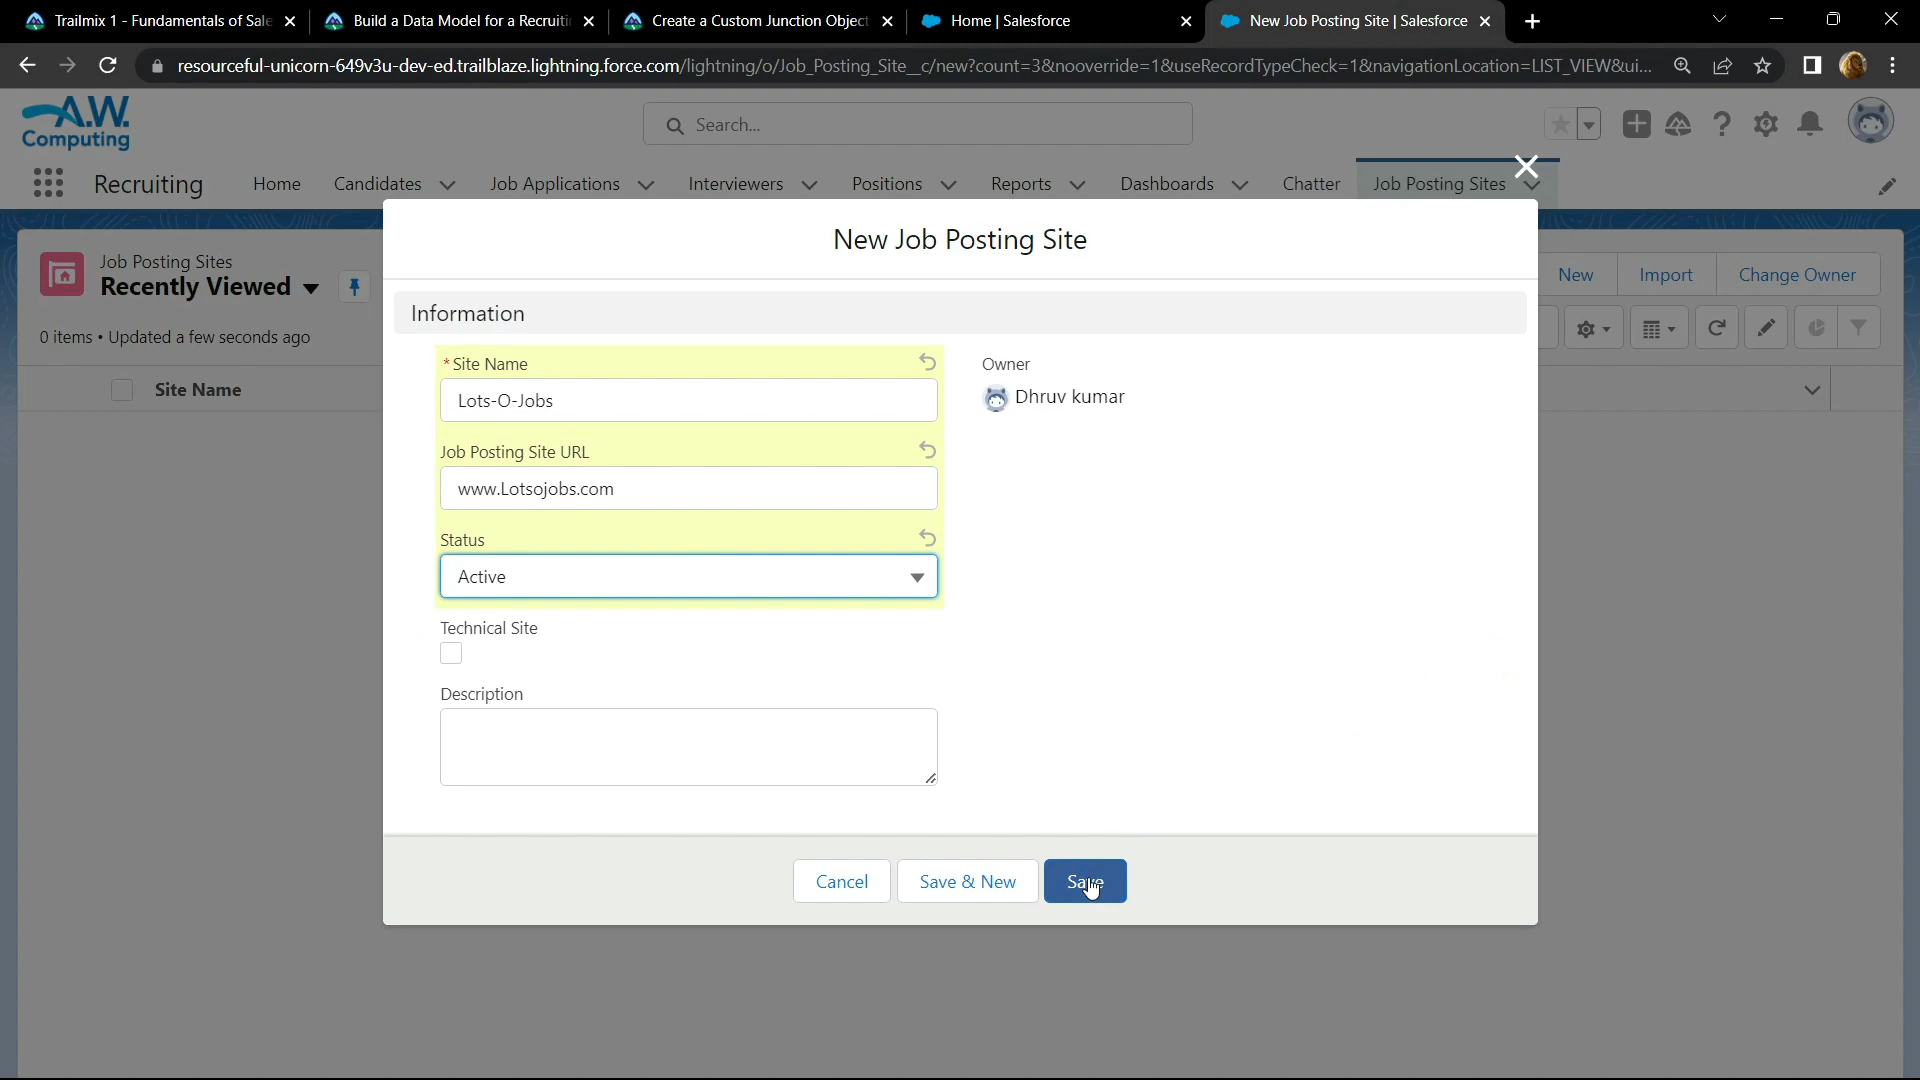 Trailmix 1 - Fundamentals of Sale
Build a Data Model for a Recruitin
Create a Custom Junction Object
Home | Salesforce
New Job Posting Site | Salesforce
resourceful-unicorn-649v3u-dev-ed.trailblaze.lightning.force.com/lightning/o/Job_Posting_Site__c/new?count=3&nooverride=1&useRecordTypeCheck=1&navigationLocation=LIST_VIEW&ui...
A.W.
Computing
Search...
Recruiting
Home
Candidates
Job Applications
Interviewers
Positions
Reports
Dashboards
Chatter
Job Posting Sites
New Job Posting Site
Job Posting Sites
Recently Viewed
New
Import
Change Owner
0 items • Updated a few seconds ago
Site Name
Information
*Site Name
Lots-O-Jobs
Owner
Dhruv kumar
Job Posting Site URL
www.Lotsojobs.com
Status
Active
Technical Site
Description
Cancel
Save & New
Save